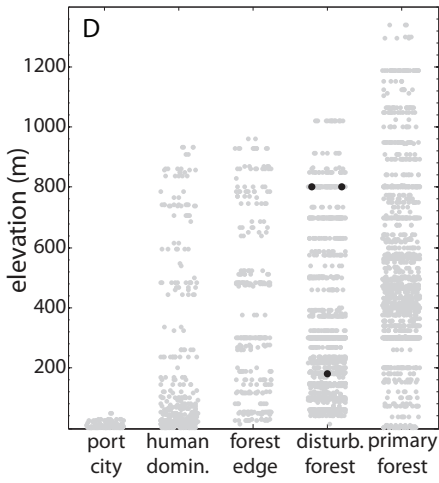 D
1200
1000
800
600
400
200
elevation (m)
port city
human domin.
forest edge
disturb. forest
primary forest